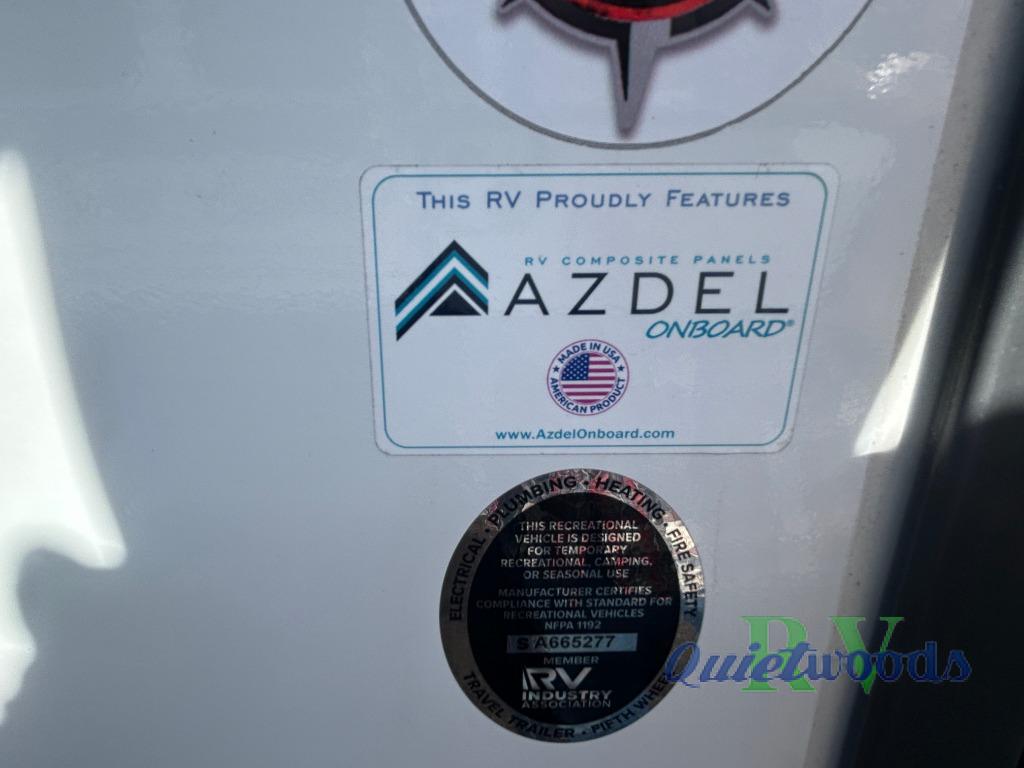 This RV Proudly Features
RV COMPOSITE PANELS
AZDEL
ONBOARD®
MADE IN USA
AMERICAN PRODUCT
www.AzdelOnboard.com
ELECTRICAL • PLUMBING • HEATING • FIRE SAFETY
THIS RECREATIONAL
VEHICLE IS DESIGNED
FOR TEMPORARY
RECREATIONAL, CAMPING,
OR SEASONAL USE
MANUFACTURER CERTIFIES
COMPLIANCE WITH STANDARD FOR
RECREATIONAL VEHICLES
NFPA 1192
S A665277
MEMBER
RV
INDUSTRY
ASSOCIATION
TRAVEL TRAILER • FIFTH WHEEL
Quietwoods RV